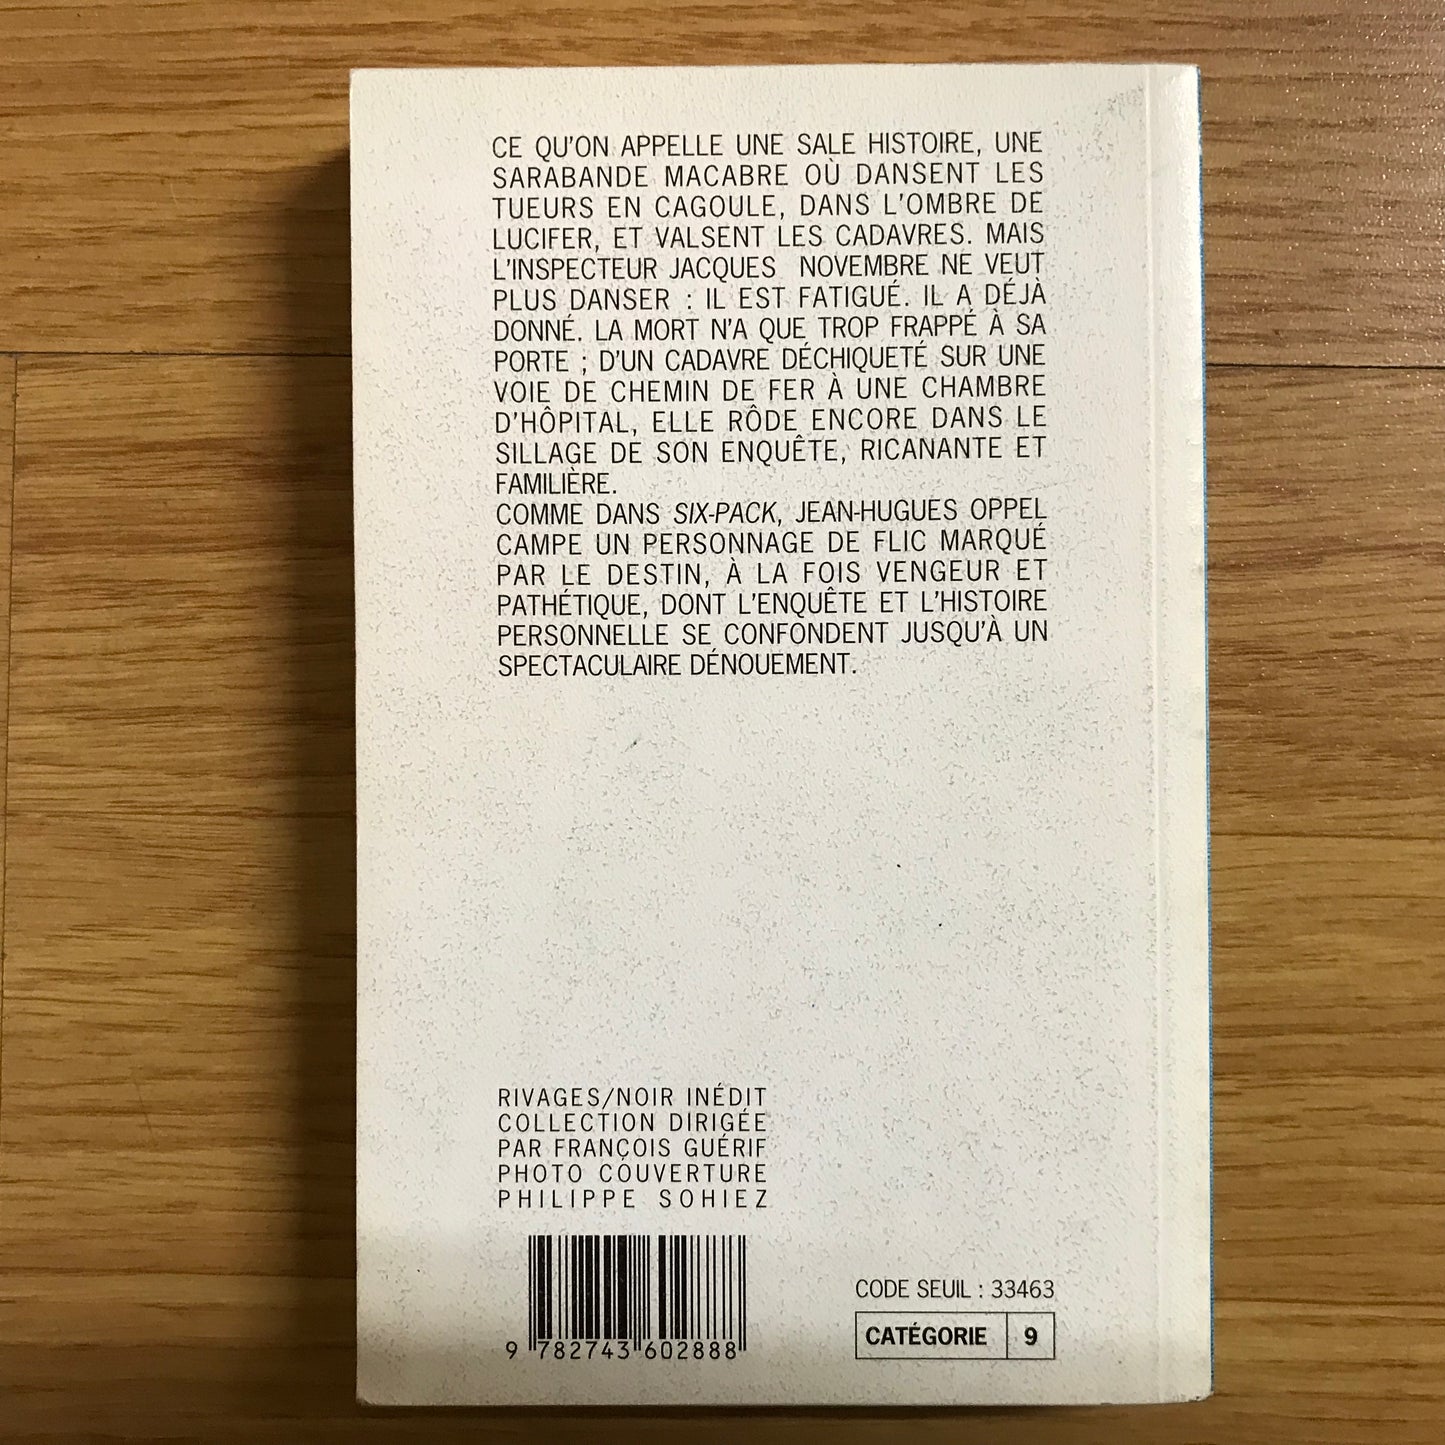 CE QU'ON APPELLE UNE SALE HISTOIRE, UNE
SARABANDE MACABRE OÙ DANSENT LES
TUEURS EN CAGOULE, DANS L'OMBRE DE
LUCIFER, ET VALSENT LES CADAVRES. MAIS
L'INSPECTEUR JACQUES NOVEMBRE NE VEUT
PLUS DANSER : IL EST FATIGUÉ. IL A DÉJÀ
DONNÉ. LA MORT N'A QUE TROP FRAPPÉ À SA
PORTE ; D'UN CADAVRE DÉCHIQUETÉ SUR UNE
VOIE DE CHEMIN DE FER À UNE CHAMBRE
D'HÔPITAL, ELLE RÔDE ENCORE DANS LE
SILLAGE DE SON ENQUÊTE, RICANANTE ET
FAMILIÈRE.
COMME DANS SIX-PACK, JEAN-HUGUES OPPEL
CAMPE UN PERSONNAGE DE FLIC MARQUÉ
PAR LE DESTIN, À LA FOIS VENGEUR ET
PATHÉTIQUE, DONT L'ENQUÊTE ET L'HISTOIRE
PERSONNELLE SE CONFONDENT JUSQU'À UN
SPECTACULAIRE DÉNOUEMENT.
RIVAGES/NOIR INÉDIT
COLLECTION DIRIGÉE
PAR FRANÇOIS GUÉRIF
PHOTO COUVERTURE
PHILIPPE SOHIEZ
9 782743 602888
CODE SEUIL : 33463
CATÉGORIE 9